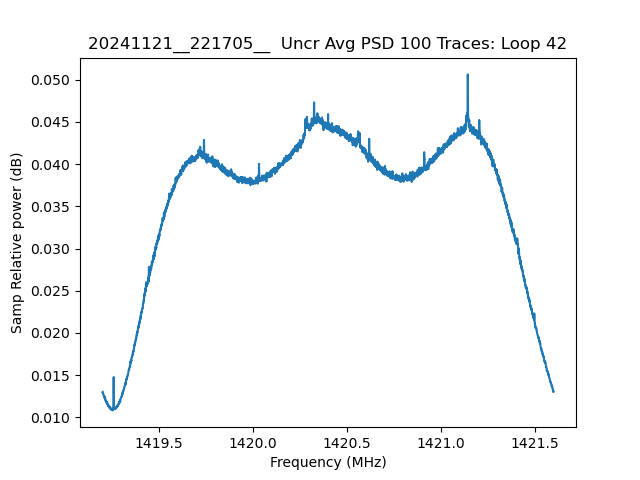 20241121__221705__  Uncr Avg PSD 100 Traces: Loop 42
0.050
0.045
0.040
0.035
0.030
0.025
0.020
0.015
0.010
Samp Relative power (dB)
1419.5 1420.0 1420.5 1421.0 1421.5
Frequency (MHz)